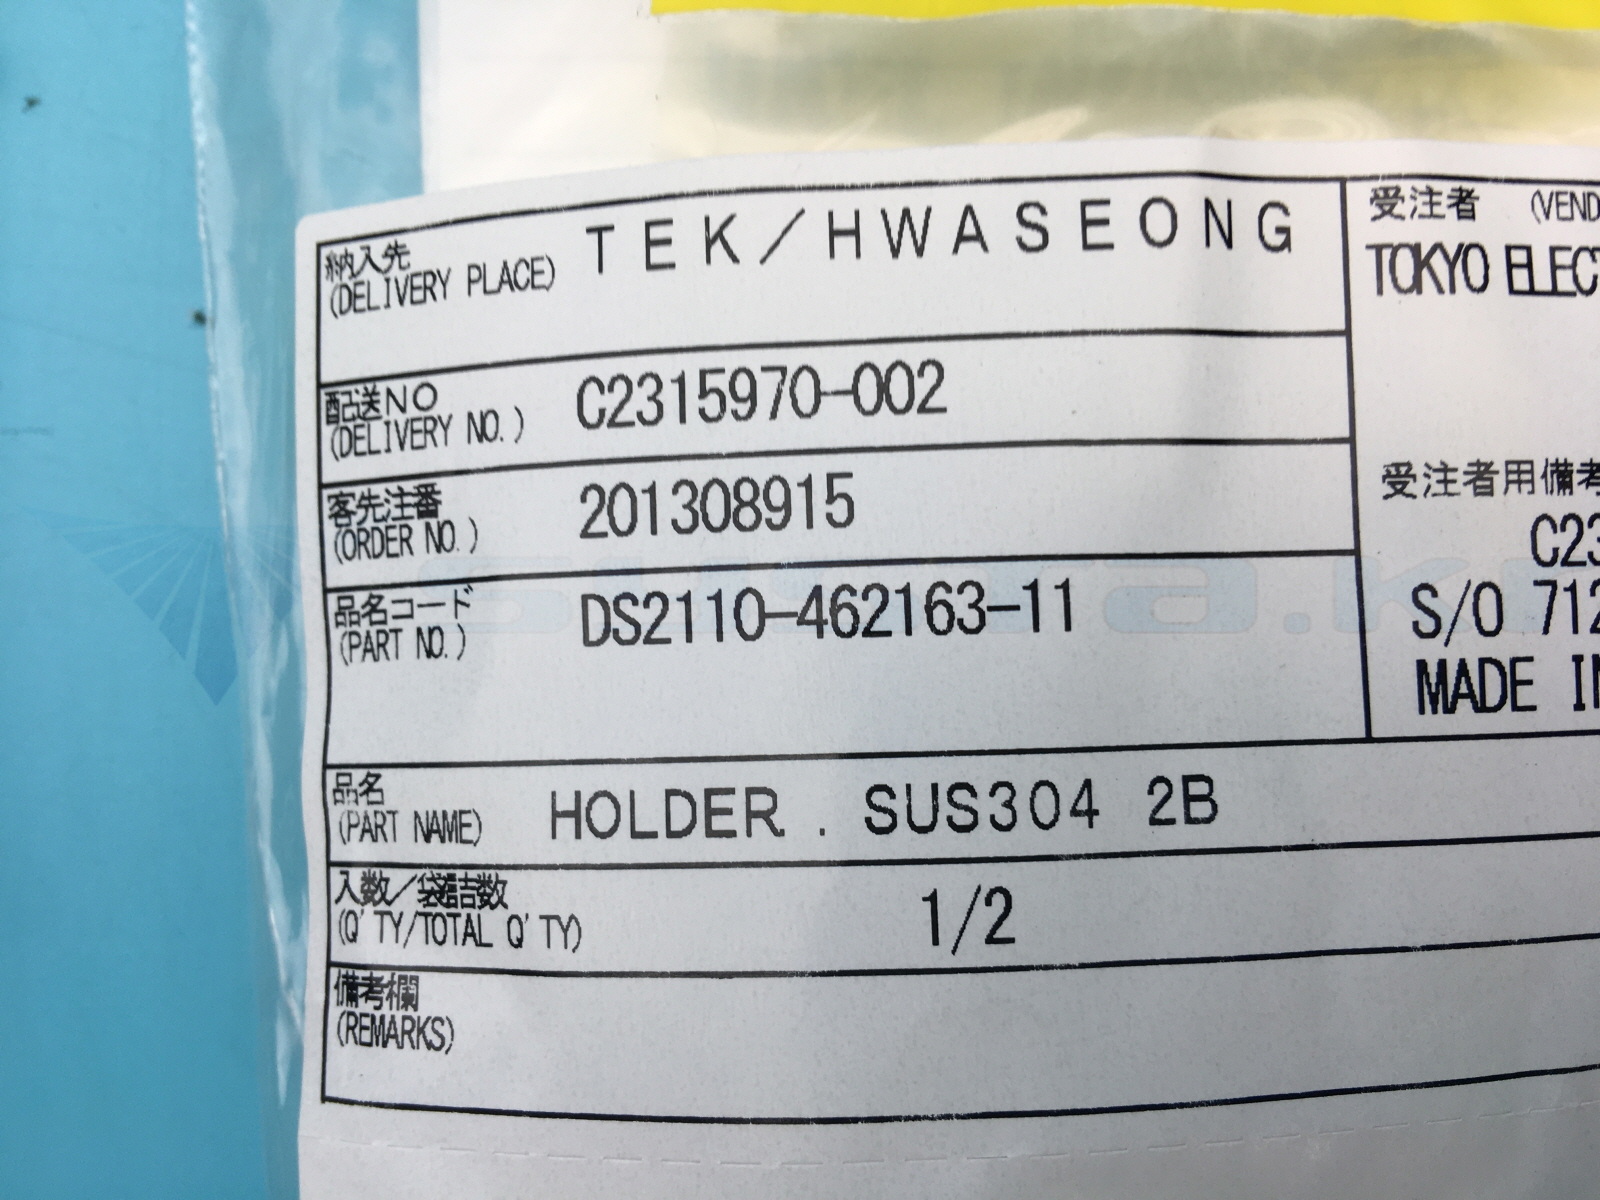 納入先
(DELIVERY PLACE) TEK/HWASEONG
配送NO
(DELIVERY NO.) C2315970-002
客先注番
(ORDER NO.) 201308915
品名コード
(PART NO.) DS2110-462163-11
品名
(PART NAME) HOLDER . SUS304 2B
入数/袋詰数
(Q'TY/TOTAL Q'TY) 1/2
備考欄
(REMARKS)
受注者 (VEND
TOKYO ELECT
受注者用備考
C23
S/O 712
MADE IN